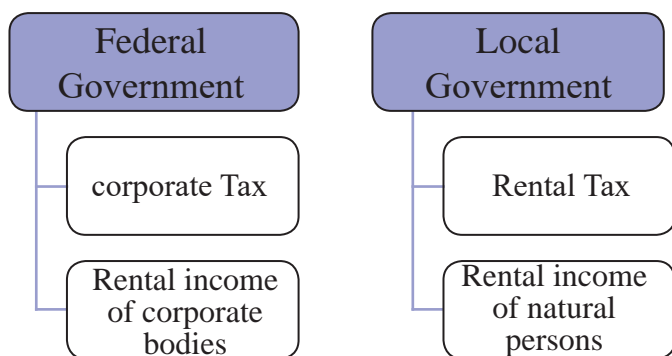 Federal
Government
corporate Tax
Rental income
of corporate
bodies
Local
Government
Rental Tax
Rental income
of natural
persons